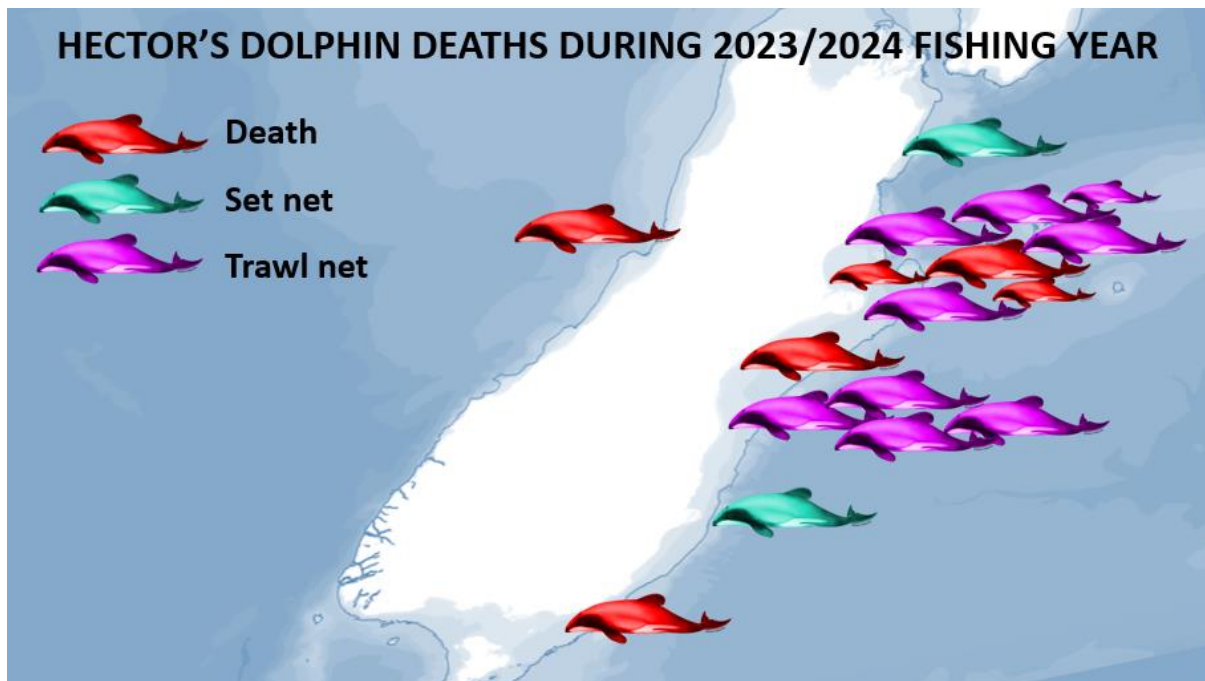 HECTOR'S DOLPHIN DEATHS DURING 2023/2024 FISHING YEAR
Death
Set net
Trawl net